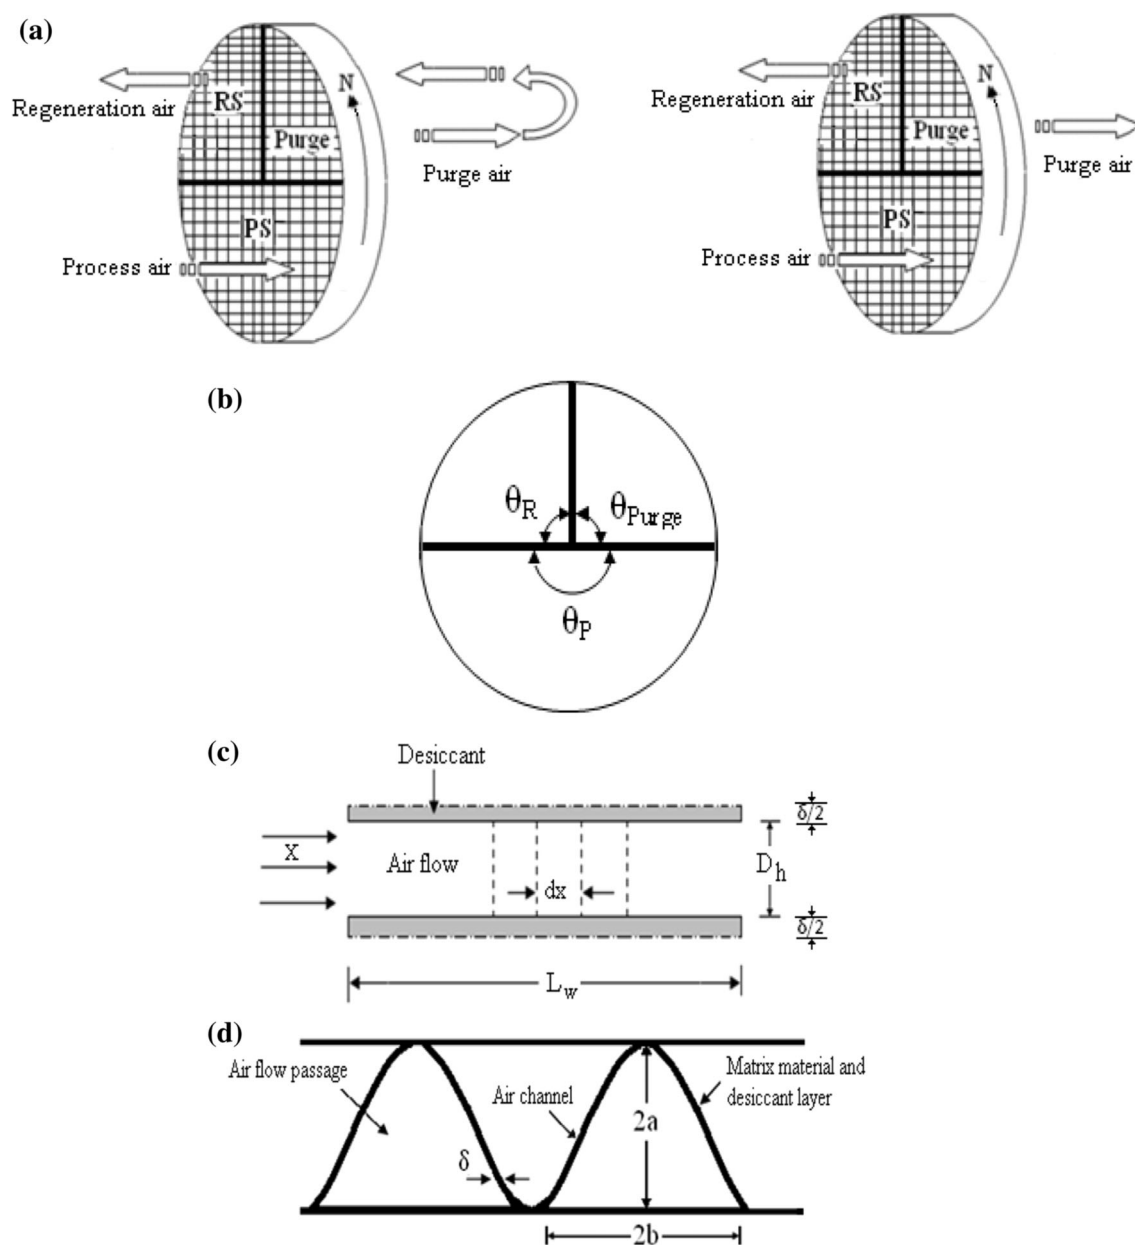 (a)
N
RS
Regeneration air
Purge
Purge air
PS
Process air
N
RS
Regeneration air
Purge
Purge air
PS
Process air
(b)
θR
θPurge
θP
(c)
Desiccant
δ/2
X
Air flow
dx
Dh
δ/2
Lw
(d)
Air flow passage
Air channel
Matrix material and
desiccant layer
2a
δ
2b